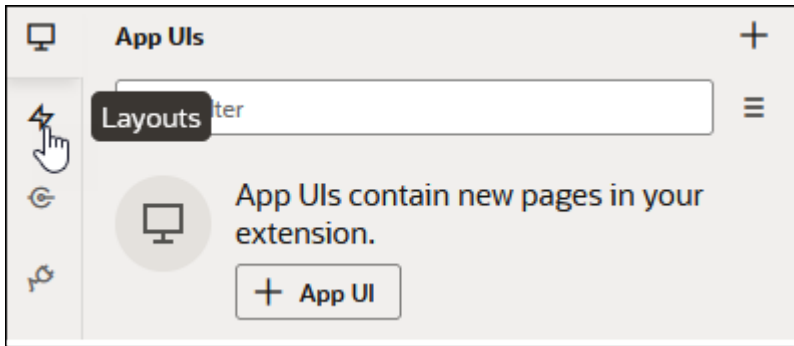 App UIs
Layouts
lter
App UIs contain new pages in your
extension.
+ App UI